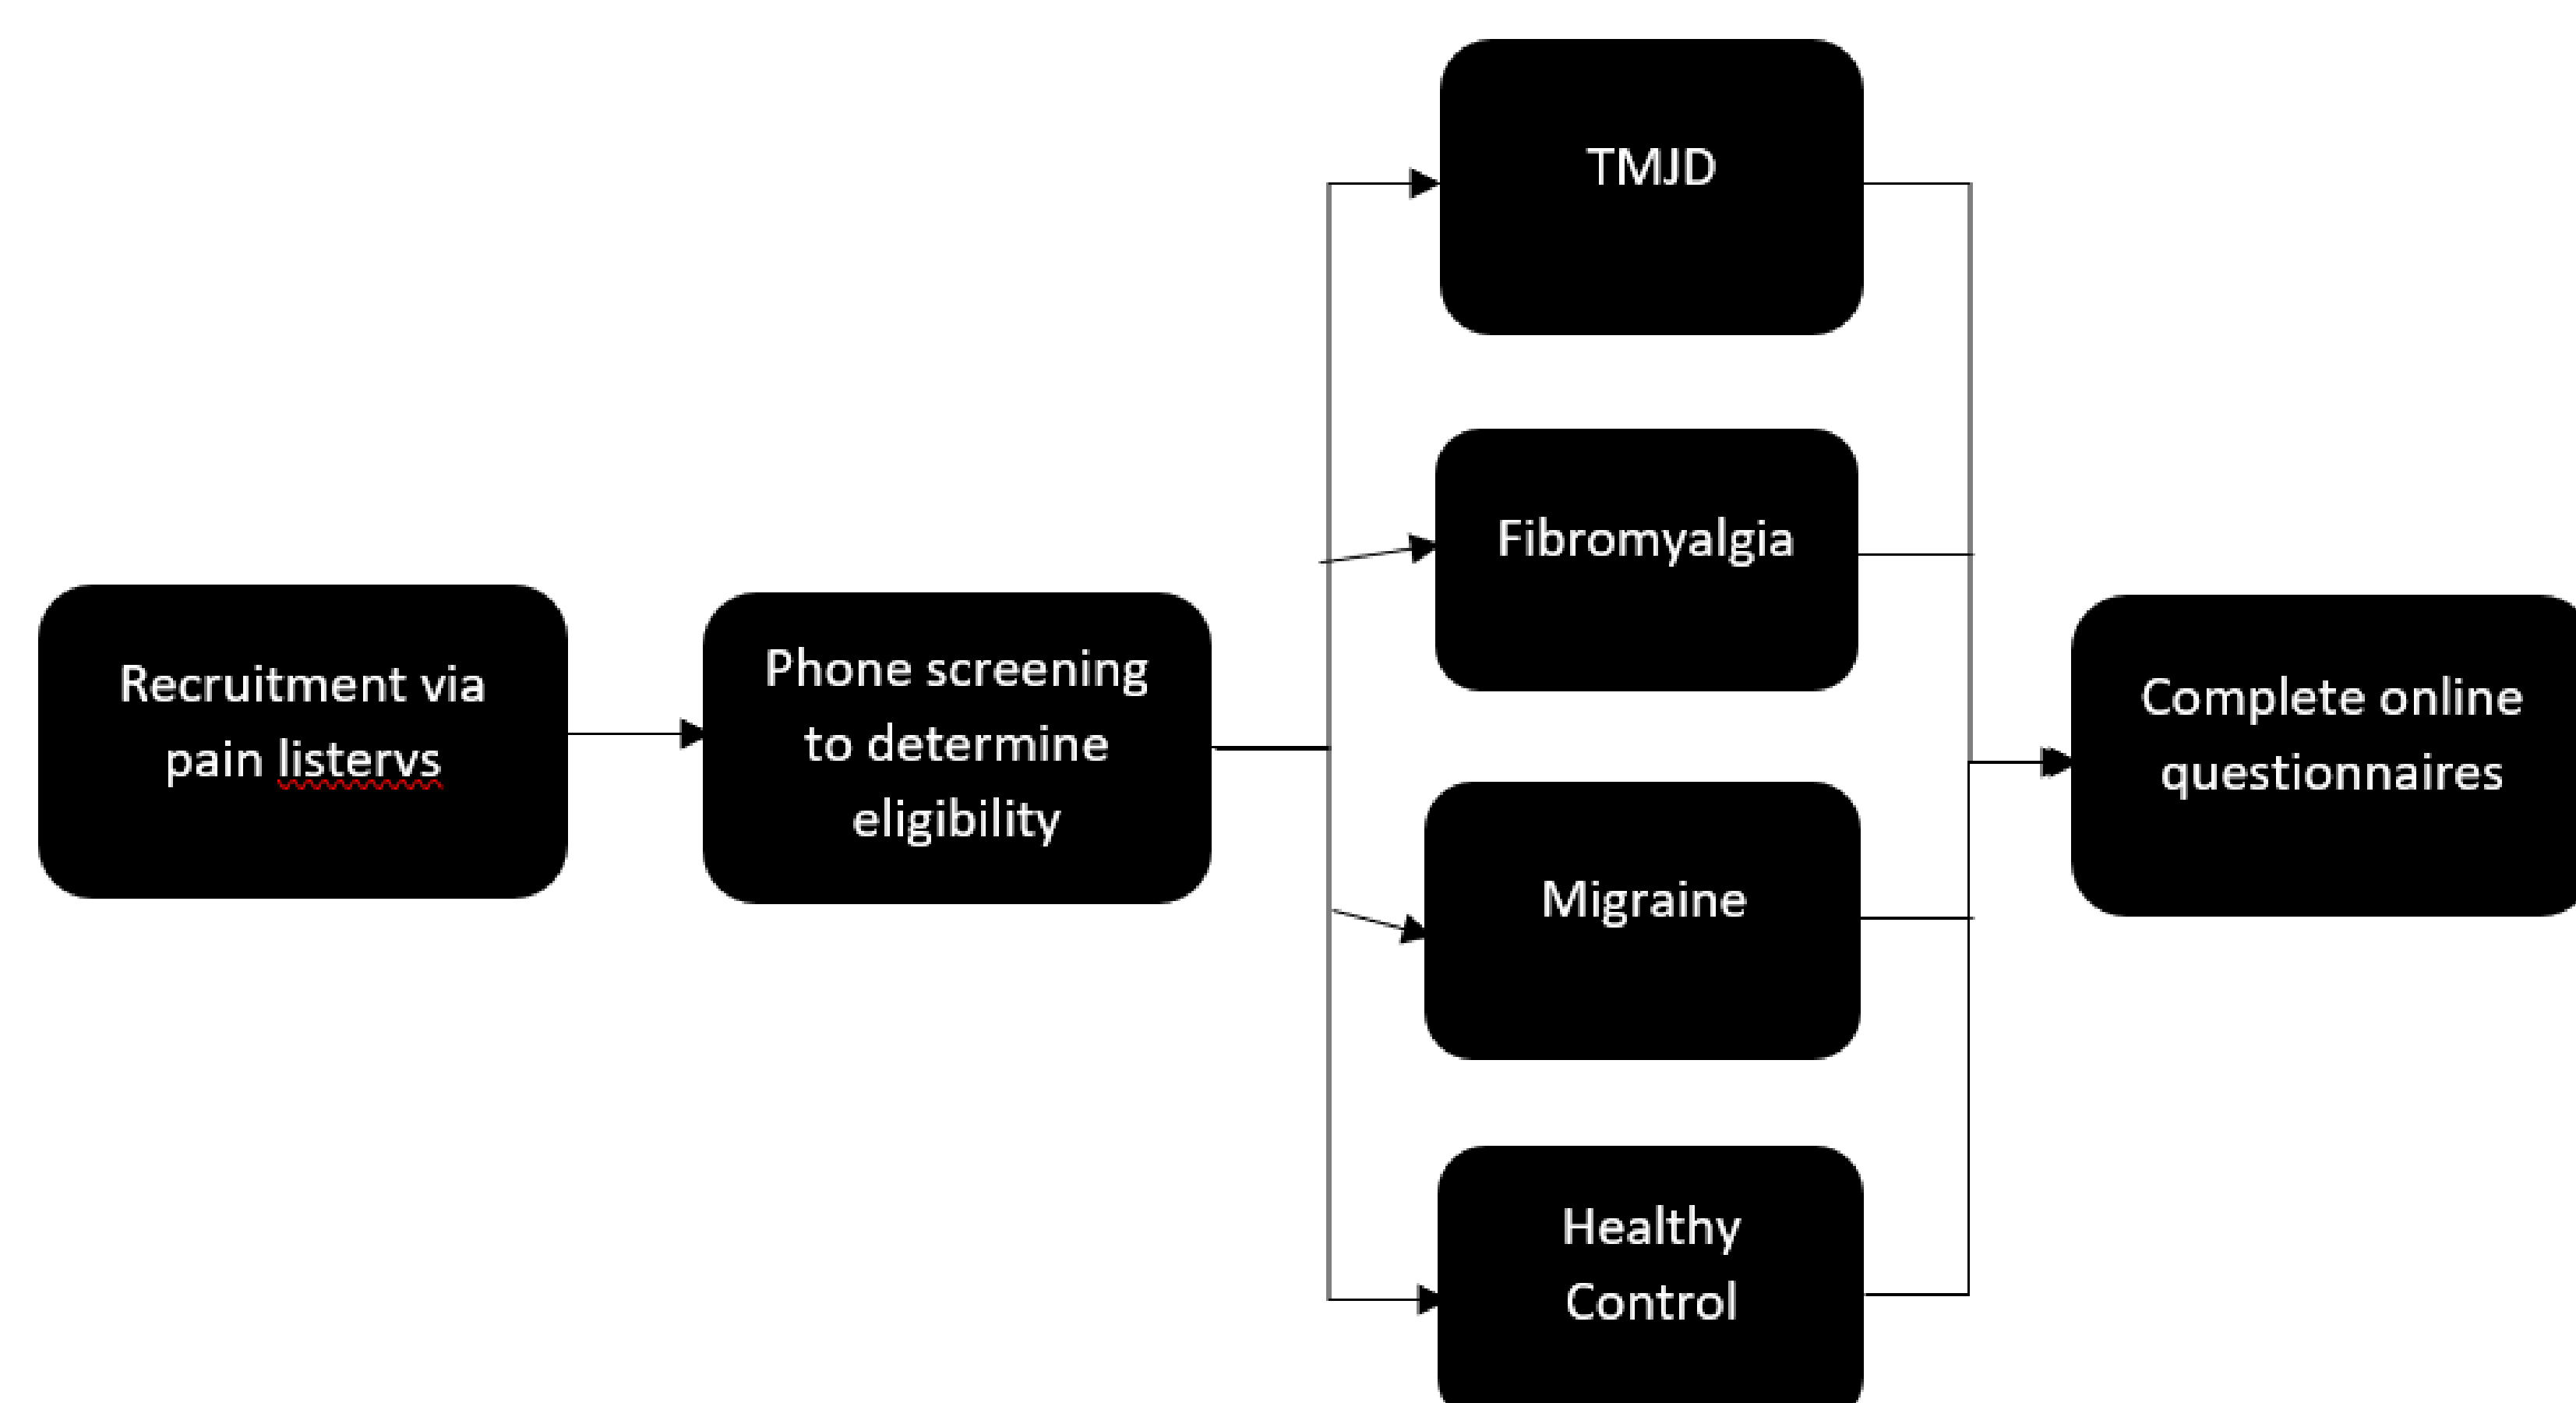 Recruitment via
pain listervs
Phone screening
to determine
eligibility
TMJD
Fibromyalgia
Migraine
Healthy
Control
Complete online
questionnaires